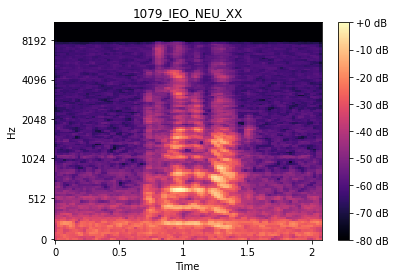 1079_IEO_NEU_XX
+0 dB
8192
-10 dB
4096
-20 dB
-30 dB
2048
Hz
-40 dB
1024
-50 dB
512
-60 dB
-70 dB
0
-80 dB
0 0.5 1 1.5 2
Time